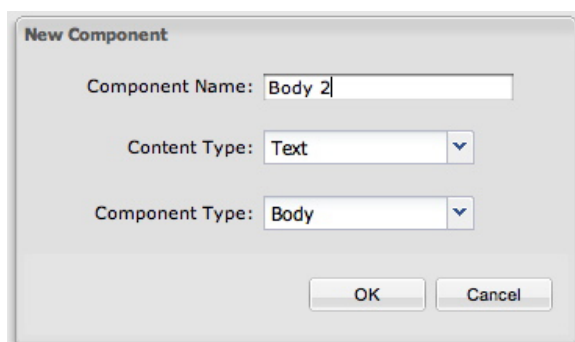 New Component
Component Name: Body 2
Content Type: Text
Component Type: Body
OK Cancel